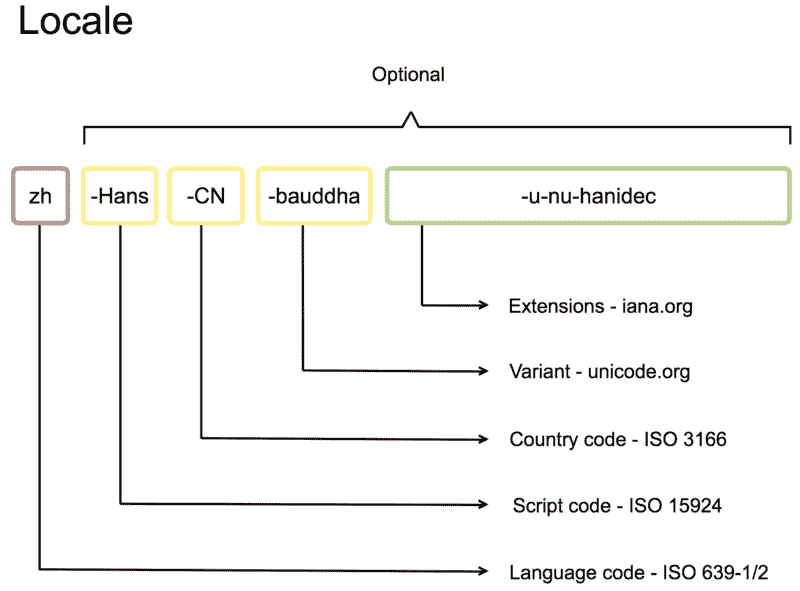 Locale
Optional
zh -Hans -CN -bauddha -u-nu-hanidec
Extensions - iana.org
Variant - unicode.org
Country code - ISO 3166
Script code - ISO 15924
Language code - ISO 639-1/2